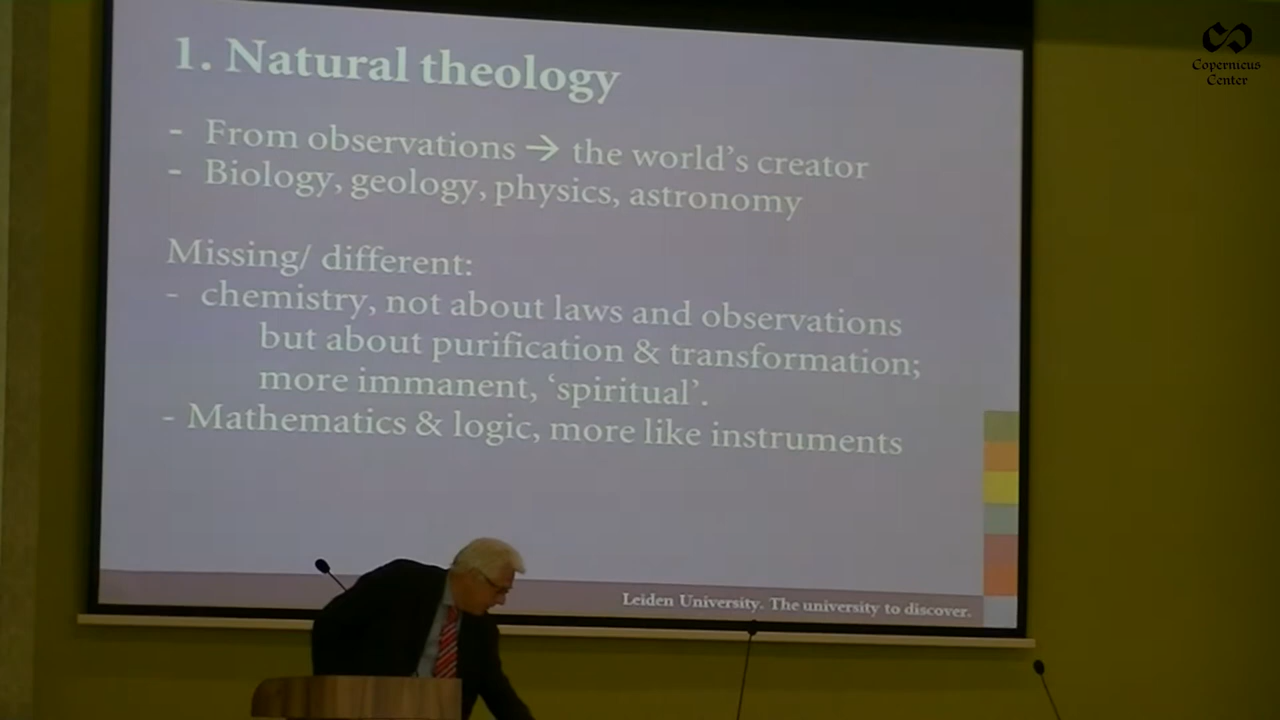 1. Natural theology
- From observations → the world's creator
- Biology, geology, physics, astronomy
Missing/ different:
- chemistry, not about laws and observations
but about purification & transformation;
more immanent, ‘spiritual’.
- Mathematics & logic, more like instruments
Leiden University. The university to discover.
Copernicus
Center